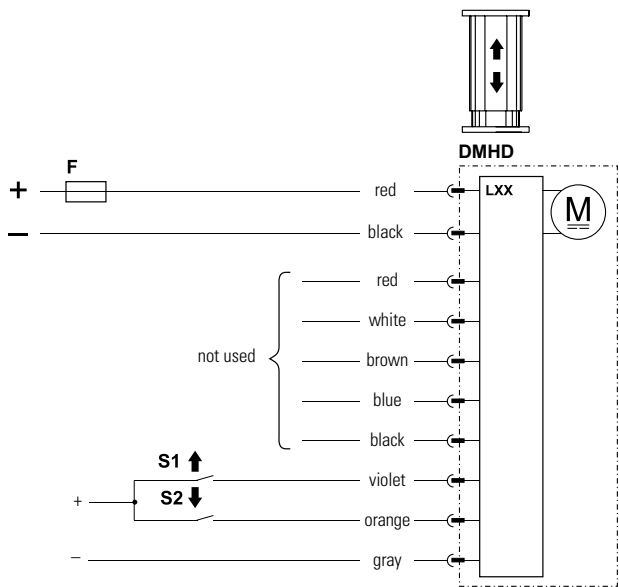 DMHD
F
+ red LXX
M
− black
red
white
not used brown
blue
black
S1 violet
+ S2
orange
− gray